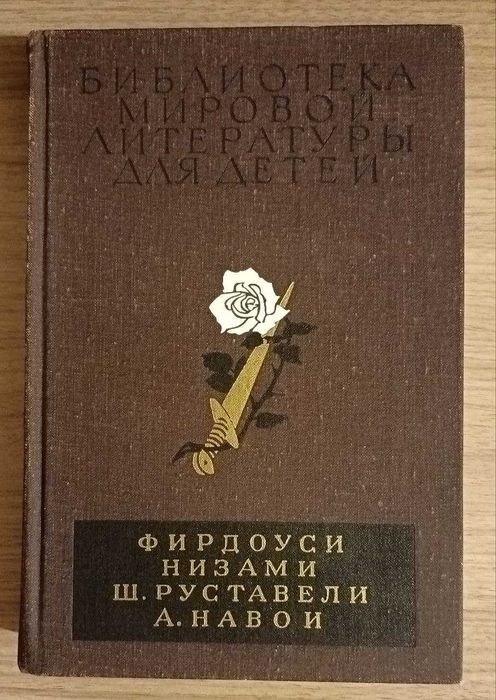 БИБЛИОТЕКА
МИРОВОЙ
ЛИТЕРАТУРЫ
ДЛЯ ДЕТЕЙ
ФИРДОУСИ
НИЗАМИ
Ш. РУСТАВЕЛИ
А. НАВОИ